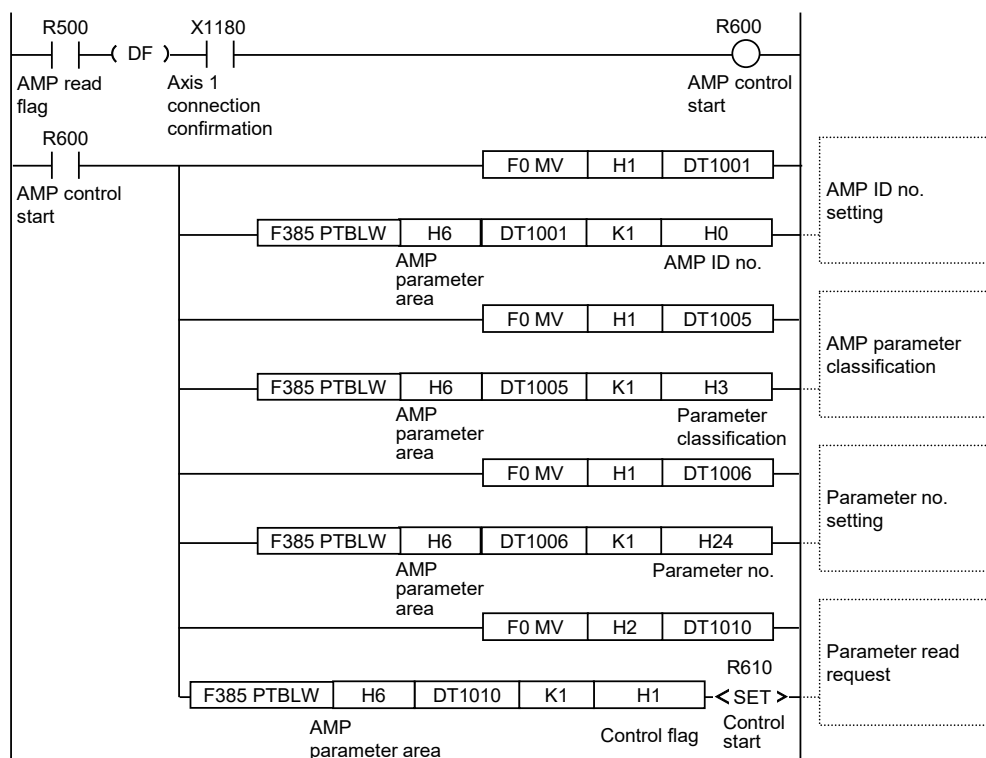 R500 X1180 R600
( DF )
AMP read flag
Axis 1 connection confirmation
AMP control start
R600
AMP control start
F0 MV H1 DT1001
AMP ID no. setting
F385 PTBLW H6 DT1001 K1 H0
AMP parameter area
AMP ID no.
F0 MV H1 DT1005
AMP parameter classification
F385 PTBLW H6 DT1005 K1 H3
AMP parameter area
Parameter classification
F0 MV H1 DT1006
Parameter no. setting
F385 PTBLW H6 DT1006 K1 H24
AMP parameter area
Parameter no.
F0 MV H2 DT1010
Parameter read request
R610
F385 PTBLW H6 DT1010 K1 H1 < SET >
AMP parameter area
Control flag
Control start